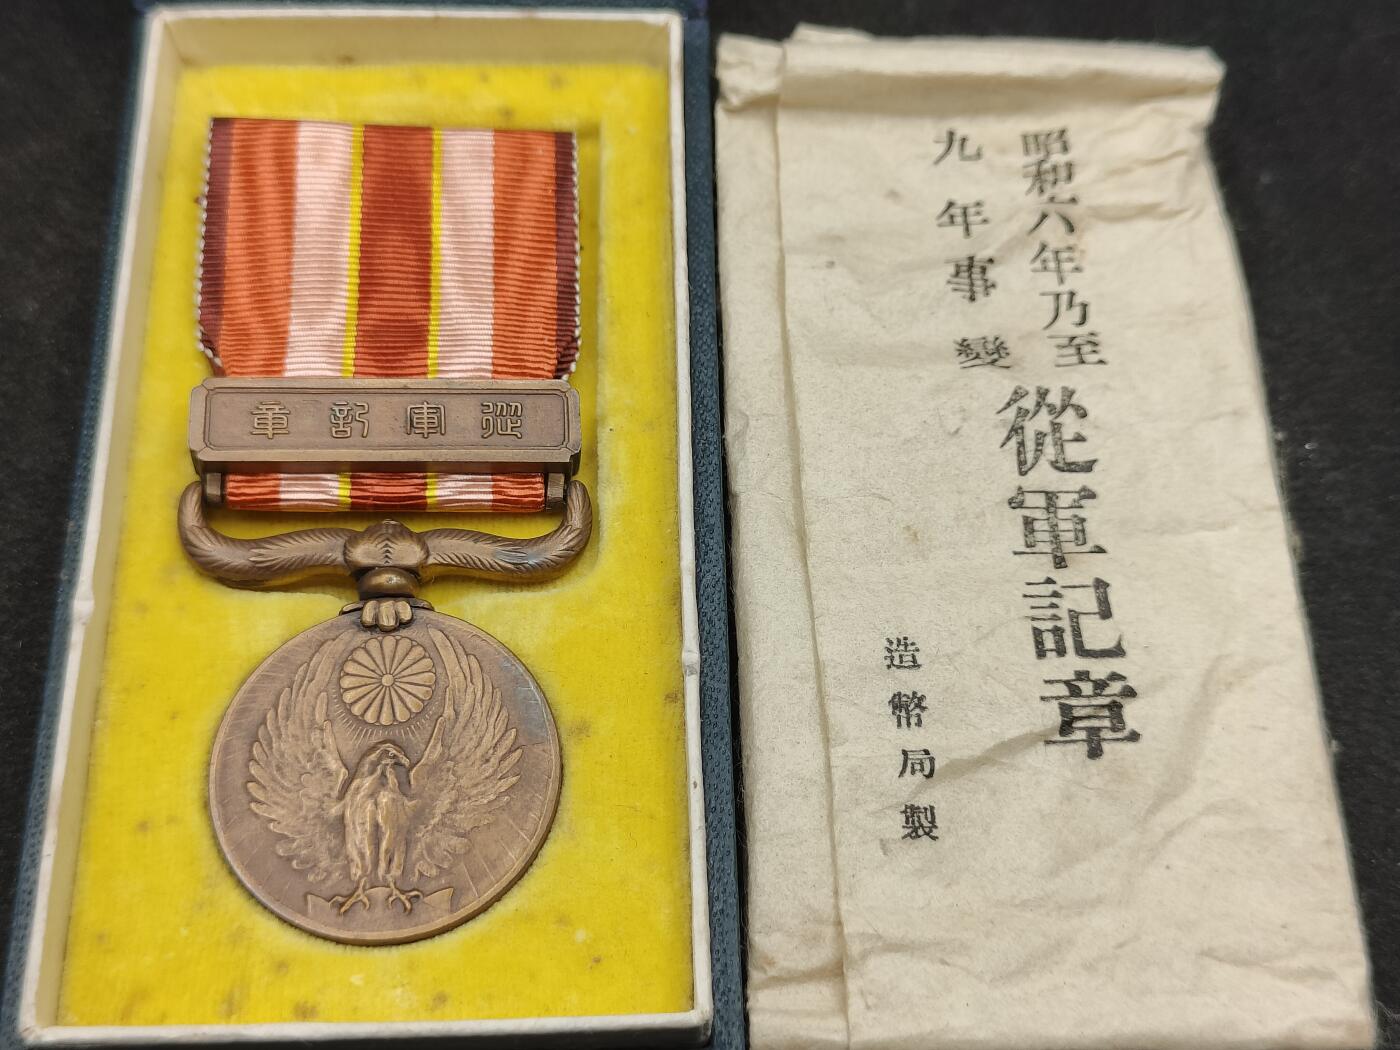 從軍記章
昭和六年乃至
九年事變
從軍記章
造幣局製